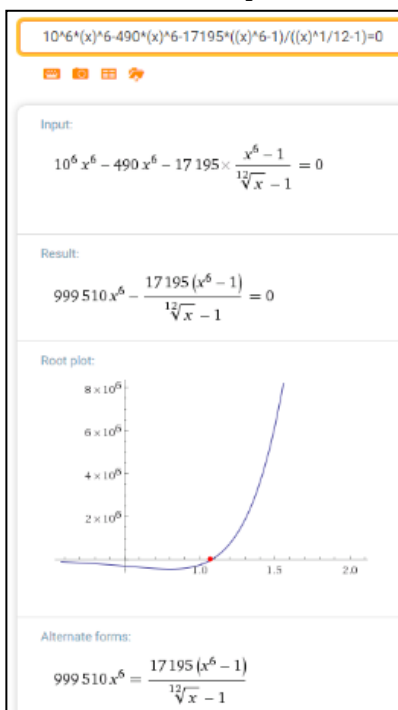 10^6*(x)^6-490*(x)^6-17195*((x)^6-1)/((x)^1/12-1)=0
Input:
10⁶ x⁶ − 490 x⁶ − 17 195 × (x⁶ − 1)/(¹²√x − 1) = 0
Result:
999 510 x⁶ − 17 195 (x⁶ − 1)/(¹²√x − 1) = 0
Root plot:
8 × 10⁶
6 × 10⁶
4 × 10⁶
2 × 10⁶
1.0 1.5 2.0
Alternate forms:
999 510 x⁶ = 17 195 (x⁶ − 1)/(¹²√x − 1)